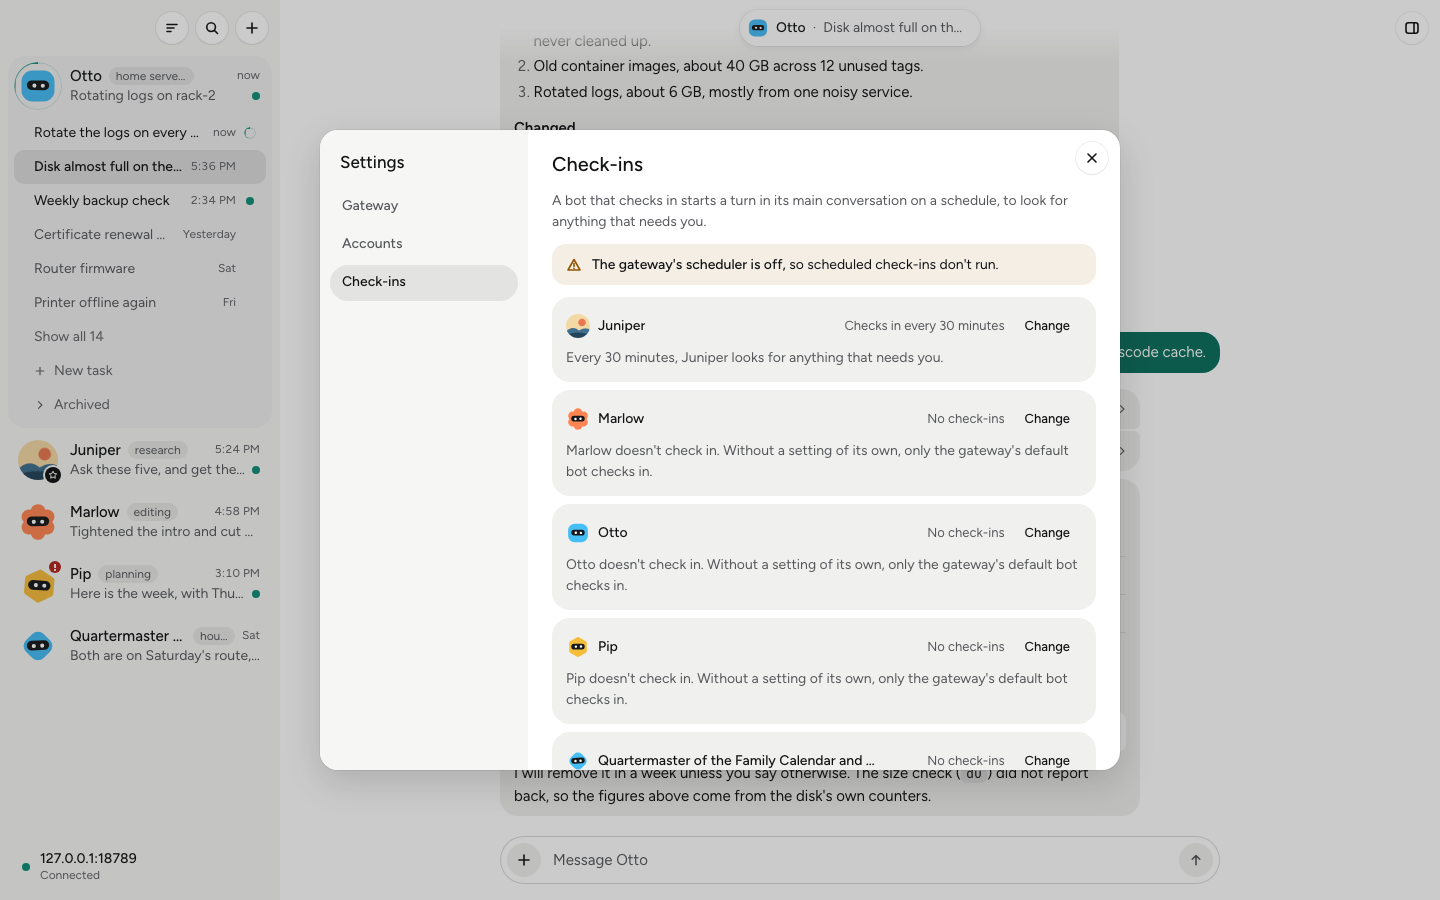 Otto home serve... now
Rotating logs on rack-2
Rotate the logs on every ... now
Disk almost full on the... 5:36 PM
Weekly backup check 2:34 PM
Certificate renewal ... Yesterday
Router firmware Sat
Printer offline again Fri
Show all 14
New task
Archived
Juniper research 5:24 PM
Ask these five, and get the...
Marlow editing 4:58 PM
Tightened the intro and cut ...
Pip planning 3:10 PM
Here is the week, with Thu...
Quartermaster ... hou... Sat
Both are on Saturday's route,...
127.0.0.1:18789
Connected
Otto · Disk almost full on th...
never cleaned up.
2. Old container images, about 40 GB across 12 unused tags.
3. Rotated logs, about 6 GB, mostly from one noisy service.
Changed
scode cache.
Settings
Gateway
Accounts
Check-ins
Check-ins
A bot that checks in starts a turn in its main conversation on a schedule, to look for
anything that needs you.
The gateway's scheduler is off, so scheduled check-ins don't run.
Juniper Checks in every 30 minutes Change
Every 30 minutes, Juniper looks for anything that needs you.
Marlow No check-ins Change
Marlow doesn't check in. Without a setting of its own, only the gateway's default
bot checks in.
Otto No check-ins Change
Otto doesn't check in. Without a setting of its own, only the gateway's default bot
checks in.
Pip No check-ins Change
Pip doesn't check in. Without a setting of its own, only the gateway's default bot
checks in.
Quartermaster of the Family Calendar and ... No check-ins Change
I will remove it in a week unless you say otherwise. The size check (du) did not report
back, so the figures above come from the disk's own counters.
Message Otto